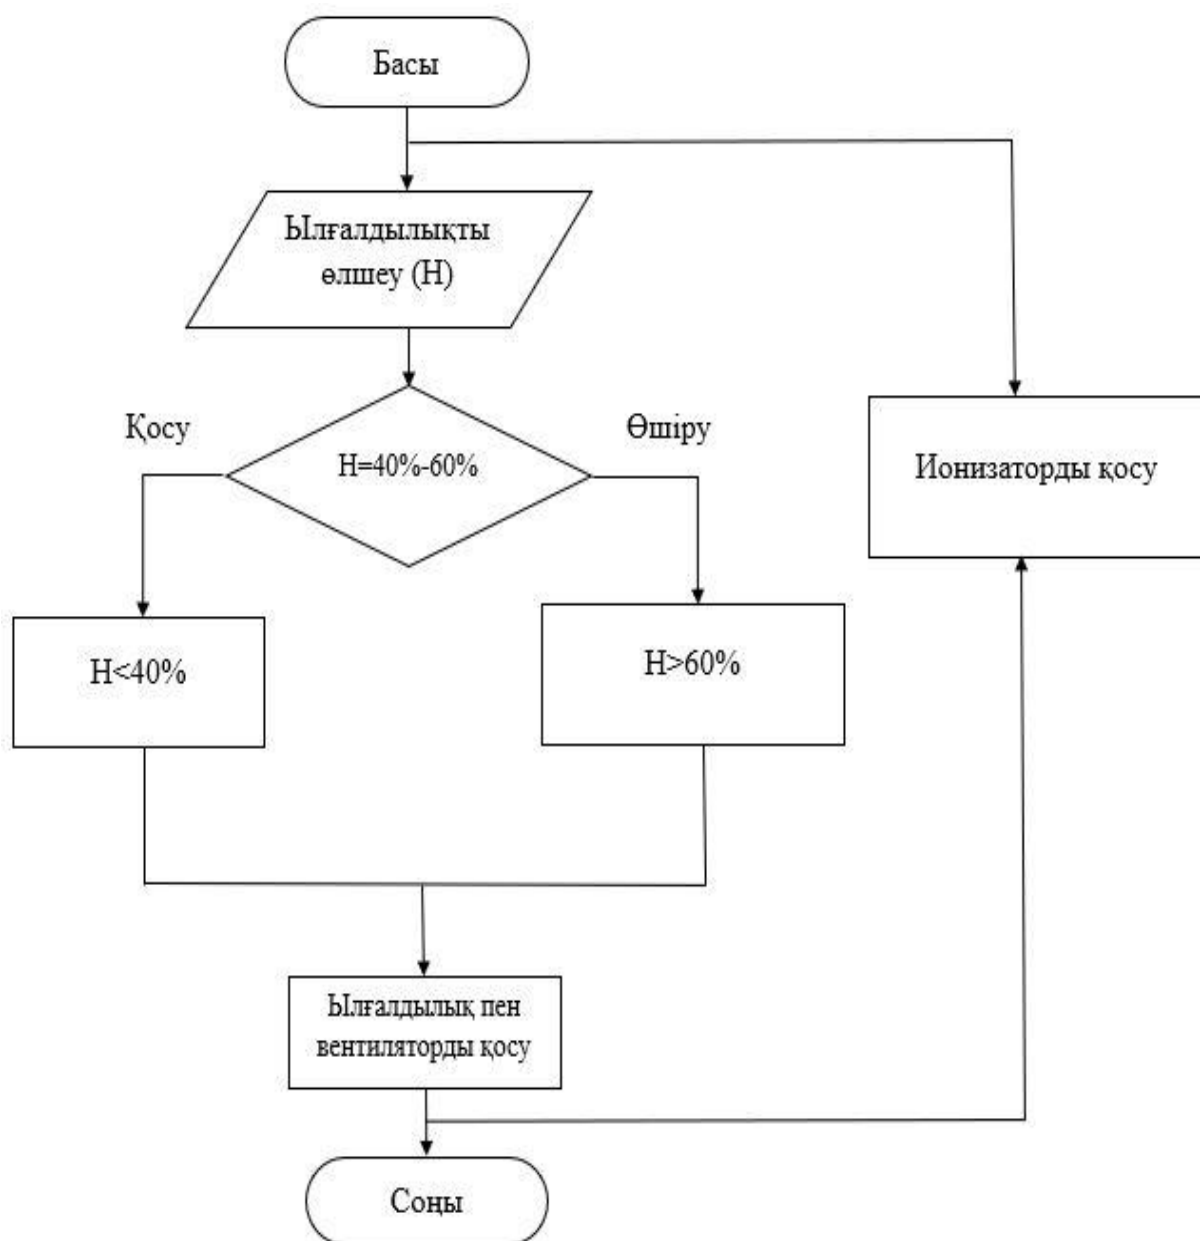 Басы
Ылғалдылықты
өлшеу (Н)
Қосу
Өшіру
Н=40%-60%
Ионизаторды қосу
Н<40%
Н>60%
Ылғалдылық пен
вентиляторды қосу
Соңы